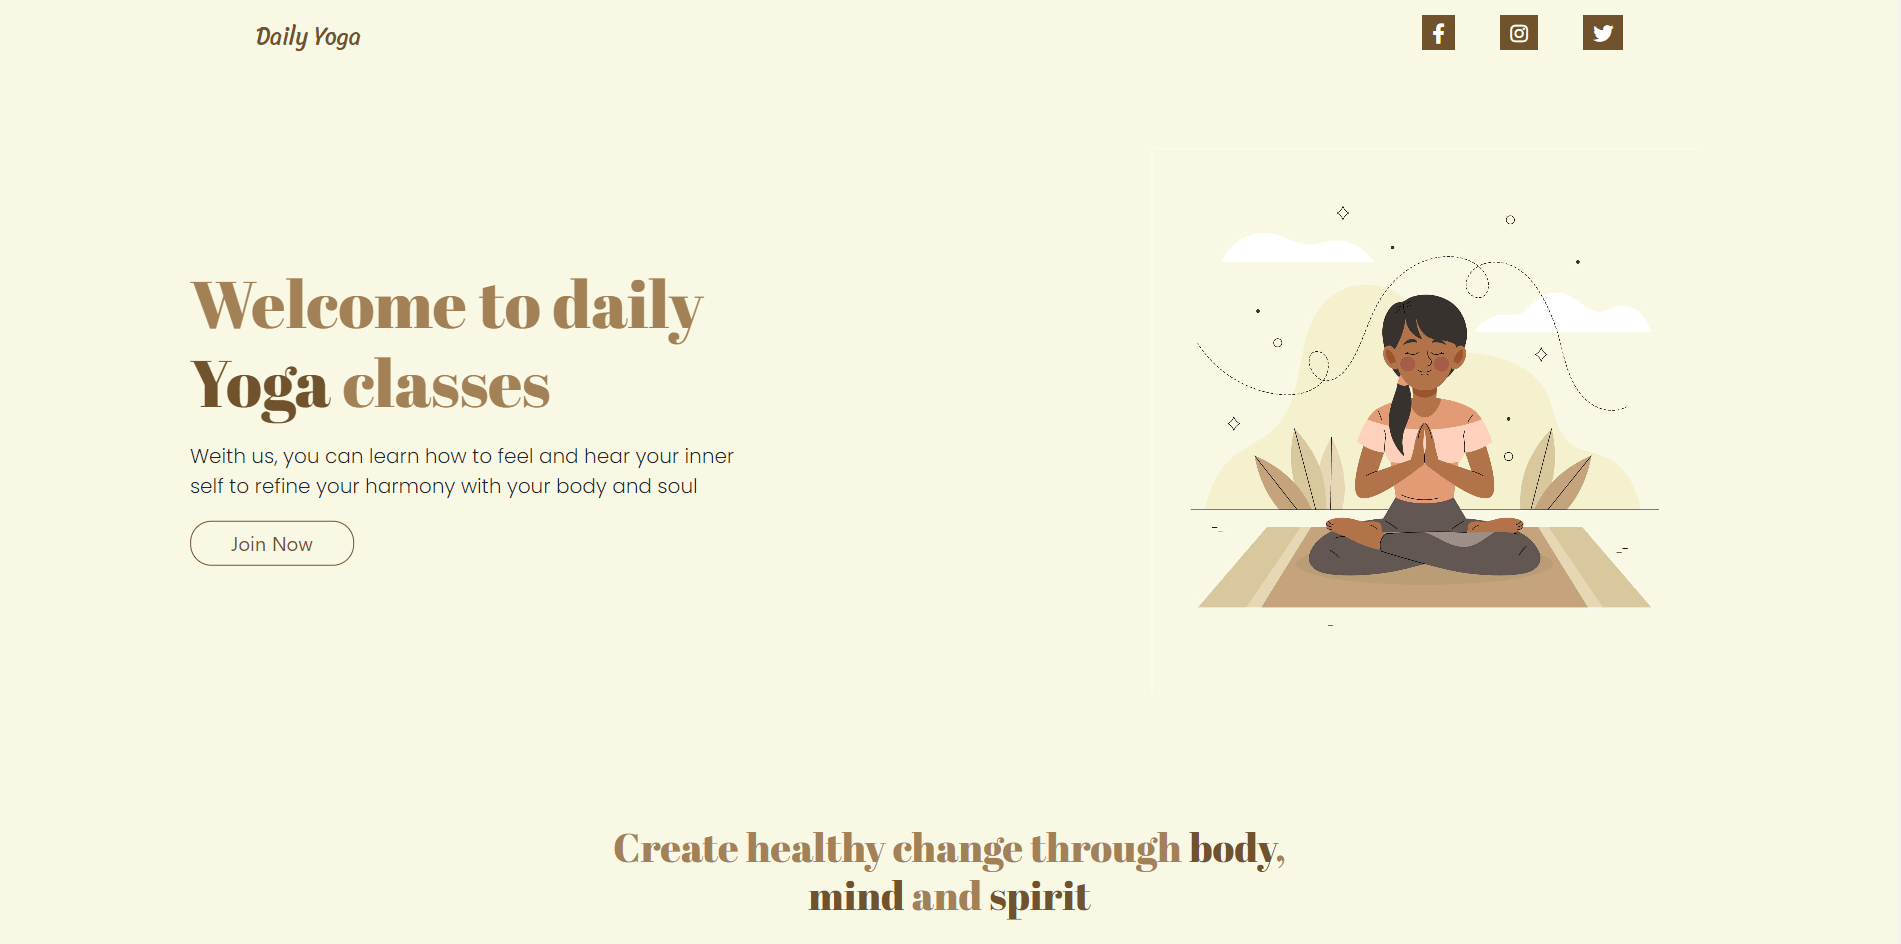 Daily Yoga
Welcome to daily
Yoga classes
Weith us, you can learn how to feel and hear your inner
self to refine your harmony with your body and soul
Join Now
Create healthy change through body,
mind and spirit